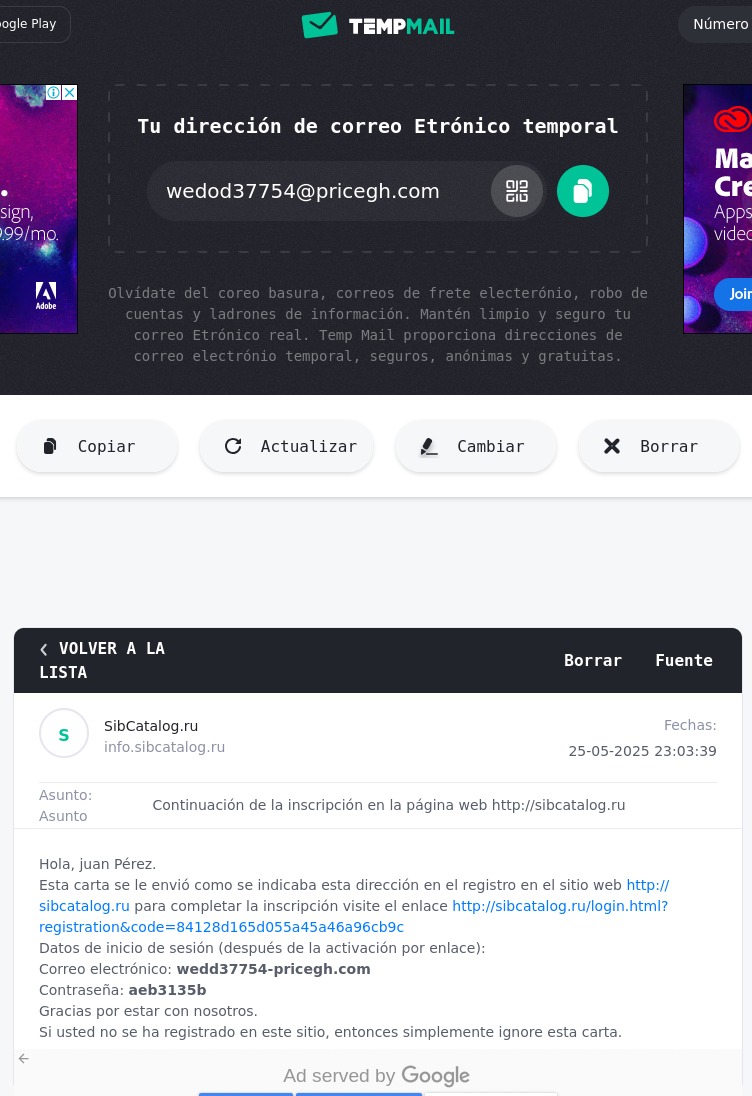 ogle Play
TEMPMAIL
Número
Tu dirección de correo Etrónico temporal
wedod37754@pricegh.com
.
sign,
9.99/mo.
Adobe
Ma
Cre
Apps
video
Join
Olvídate del coreo basura, correos de frete electerónio, robo de
cuentas y ladrones de información. Mantén limpio y seguro tu
correo Etrónico real. Temp Mail proporciona direcciones de
correo electrónio temporal, seguros, anónimas y gratuitas.
Copiar
Actualizar
Cambiar
Borrar
VOLVER A LA
LISTA
Borrar
Fuente
S
SibCatalog.ru
info.sibcatalog.ru
Fechas:
25-05-2025 23:03:39
Asunto:
Asunto
Continuación de la inscripción en la página web http://sibcatalog.ru
Hola, juan Pérez.
Esta carta se le envió como se indicaba esta dirección en el registro en el sitio web http://
sibcatalog.ru para completar la inscripción visite el enlace http://sibcatalog.ru/login.html?
registration&code=84128d165d055a45a46a96cb9c
Datos de inicio de sesión (después de la activación por enlace):
Correo electrónico: wedd37754-pricegh.com
Contraseña: aeb3135b
Gracias por estar con nosotros.
Si usted no se ha registrado en este sitio, entonces simplemente ignore esta carta.
Ad served by Google